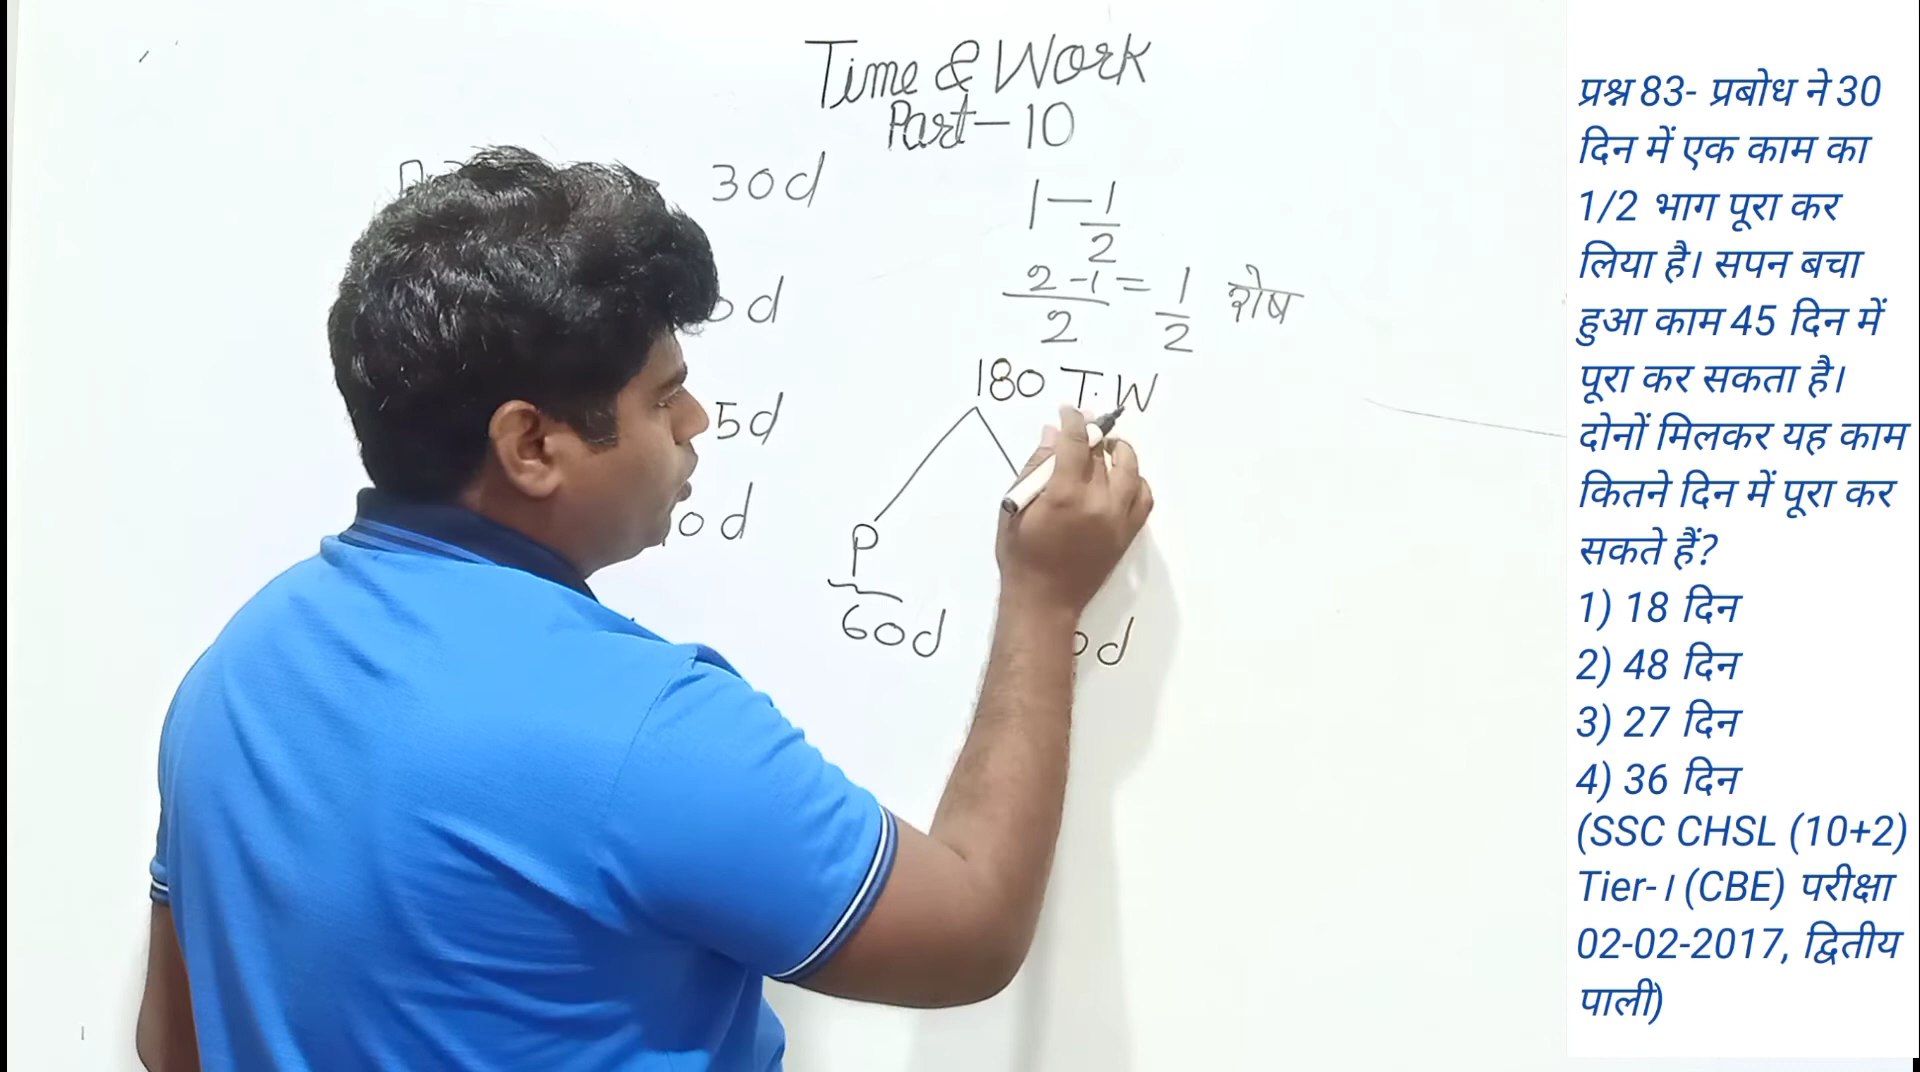 Time & Work
Part-10
30d
1-1/2
2-1/2=1/2 शेष
180 T.W
5d
d
P
60d
d
प्रश्न 83- प्रबोध ने 30
दिन में एक काम का
1/2 भाग पूरा कर
लिया है। सपन बचा
हुआ काम 45 दिन में
पूरा कर सकता है।
दोनों मिलकर यह काम
कितने दिन में पूरा कर
सकते हैं?
1) 18 दिन
2) 48 दिन
3) 27 दिन
4) 36 दिन
(SSC CHSL (10+2)
Tier-I (CBE) परीक्षा
02-02-2017, द्वितीय
पाली)